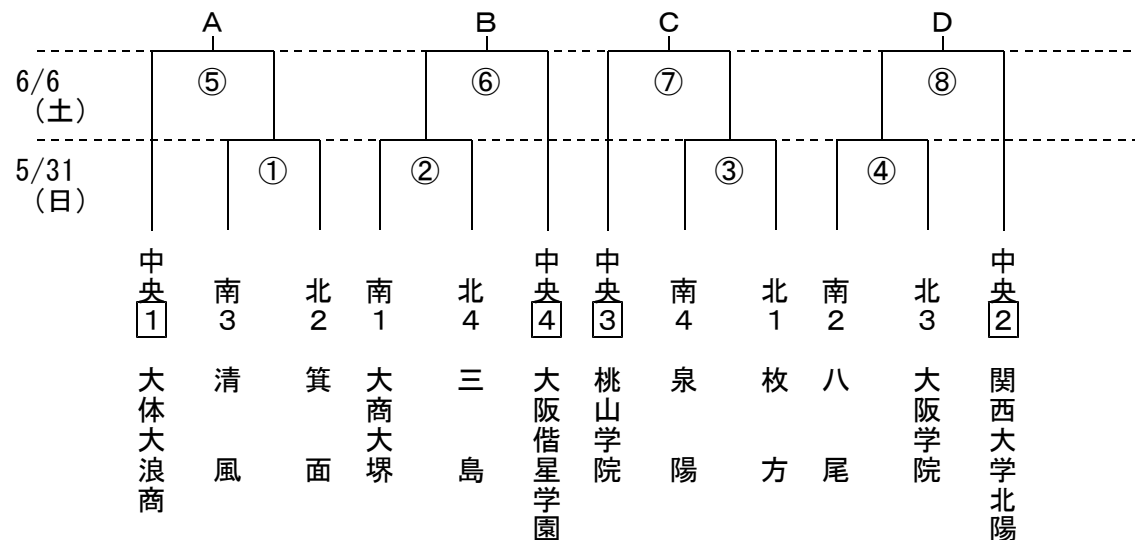 A B C D
6/6
(土)
⑤ ⑥ ⑦ ⑧
5/31
(日)
① ② ③ ④
中央1 大体大浪商
南3 清風
北2 箕面
南1 大商大堺
北4 三島
中央4 大阪偕星学園
中央3 桃山学院
南4 泉陽
北1 枚方
南2 八尾
北3 大阪学院
中央2 関西大学北陽